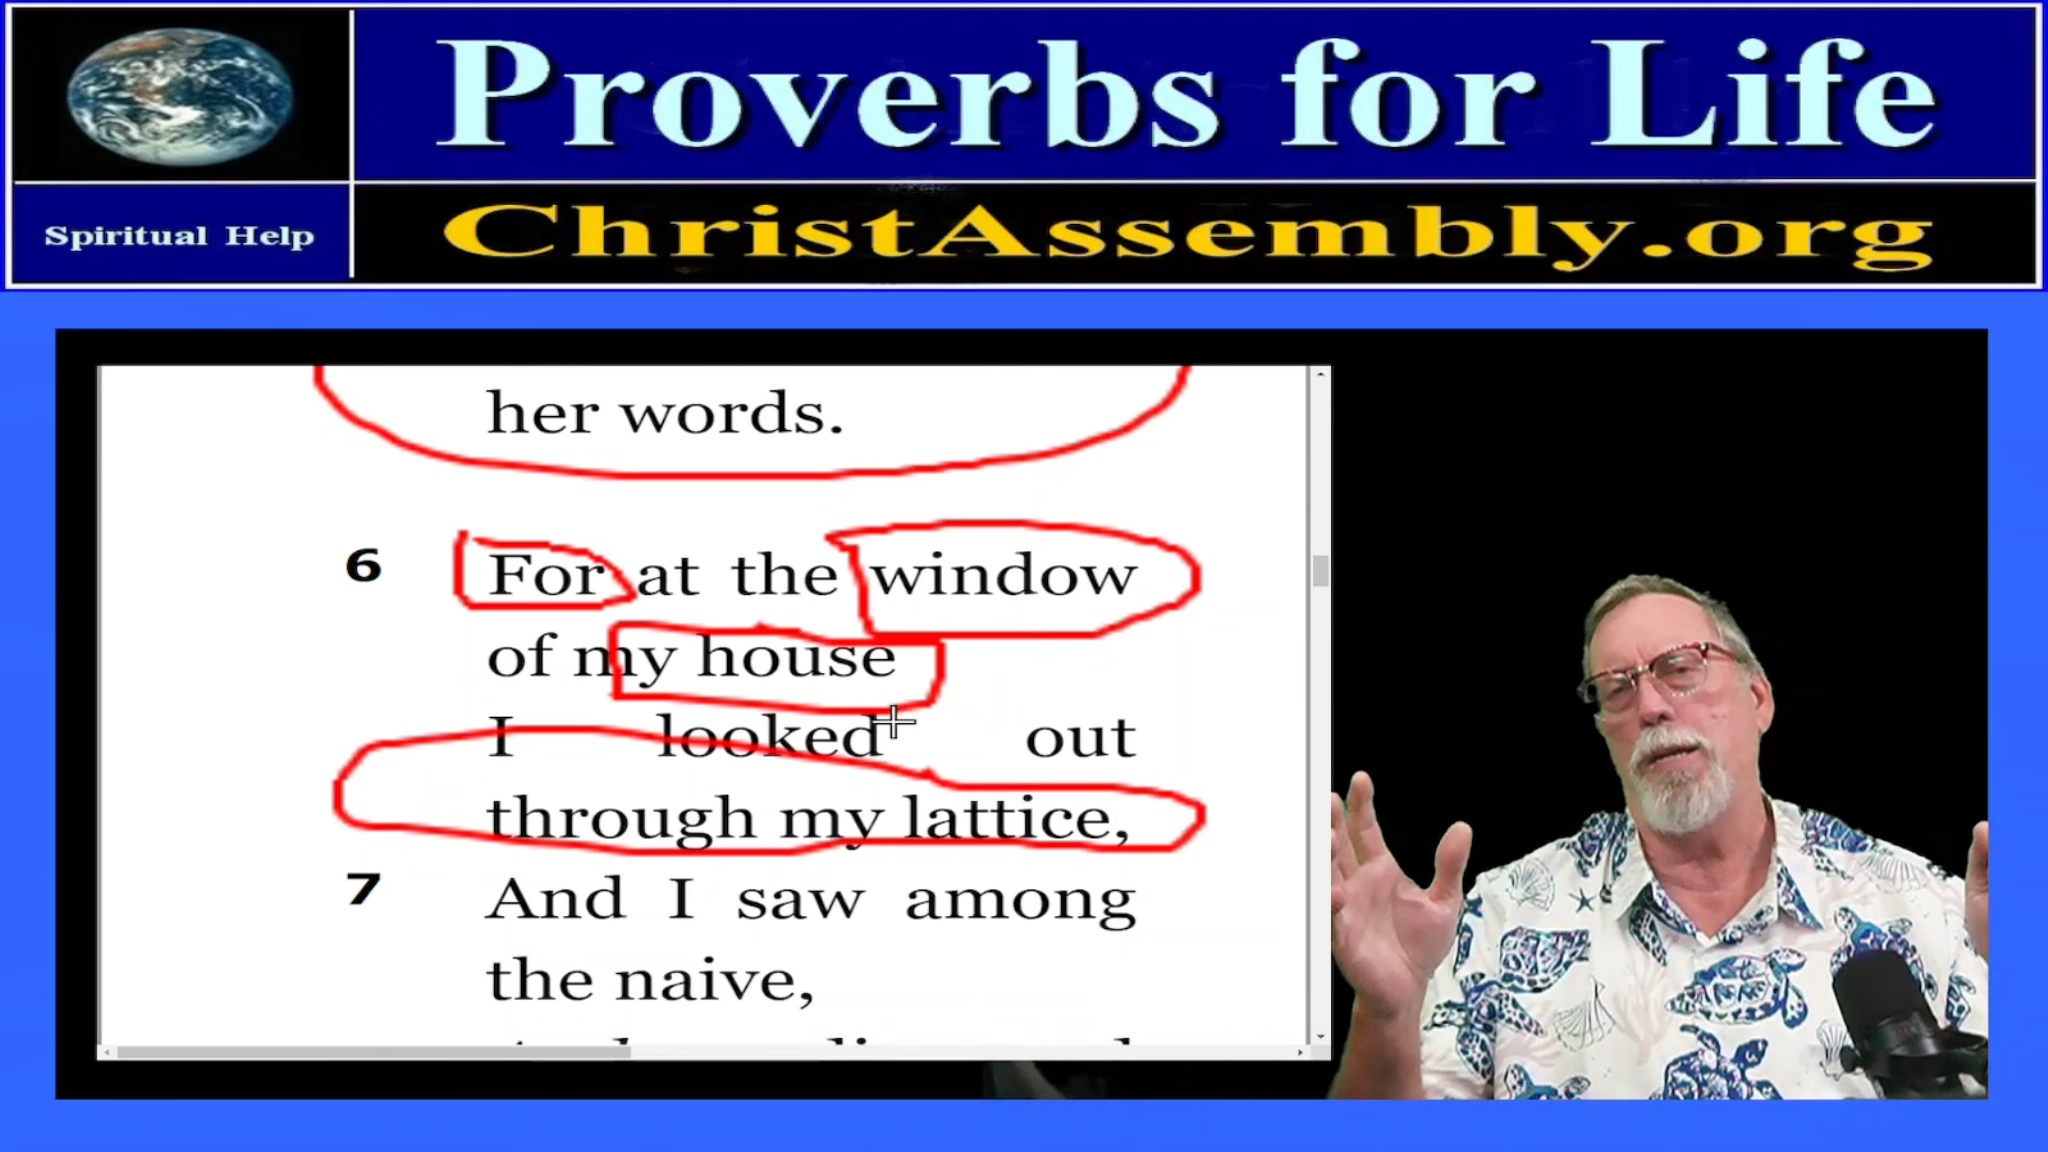 Proverbs for Life
Spiritual Help
ChristAssembly.org
her words.
6 For at the window
of my house
I looked out
through my lattice,
7 And I saw among
the naive,